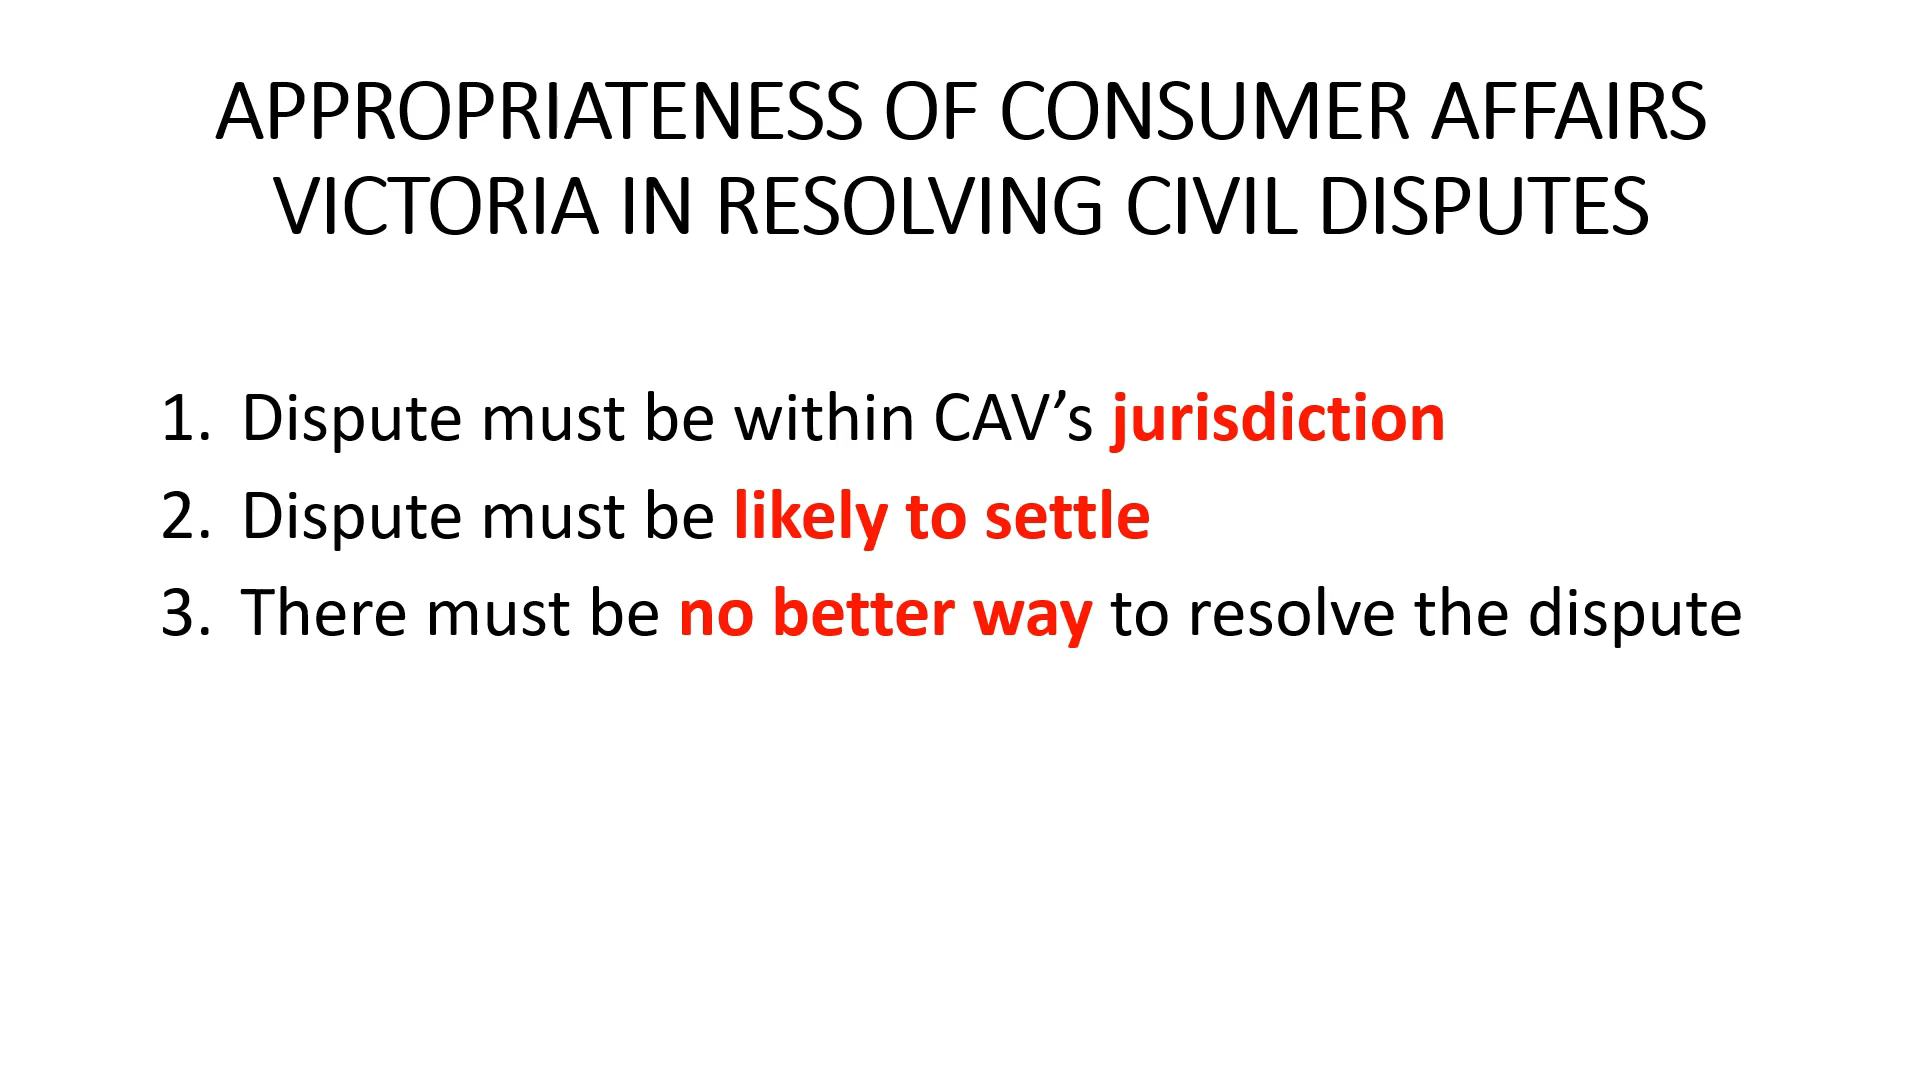 APPROPRIATENESS OF CONSUMER AFFAIRS
VICTORIA IN RESOLVING CIVIL DISPUTES
1. Dispute must be within CAV’s jurisdiction
2. Dispute must be likely to settle
3. There must be no better way to resolve the dispute